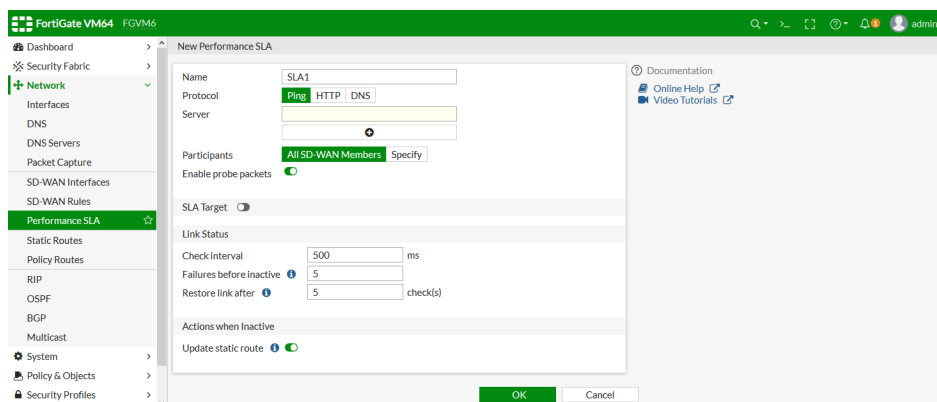 FortiGate VM64 FGVM6
admin
Dashboard
Security Fabric
Network
Interfaces
DNS
DNS Servers
Packet Capture
SD-WAN Interfaces
SD-WAN Rules
Performance SLA
Static Routes
Policy Routes
RIP
OSPF
BGP
Multicast
System
Policy & Objects
Security Profiles
New Performance SLA
Name SLA1
Protocol Ping HTTP DNS
Server
Participants All SD-WAN Members Specify
Enable probe packets
SLA Target
Link Status
Check interval 500 ms
Failures before inactive 5
Restore link after 5 check(s)
Actions when Inactive
Update static route
OK Cancel
Documentation
Online Help
Video Tutorials